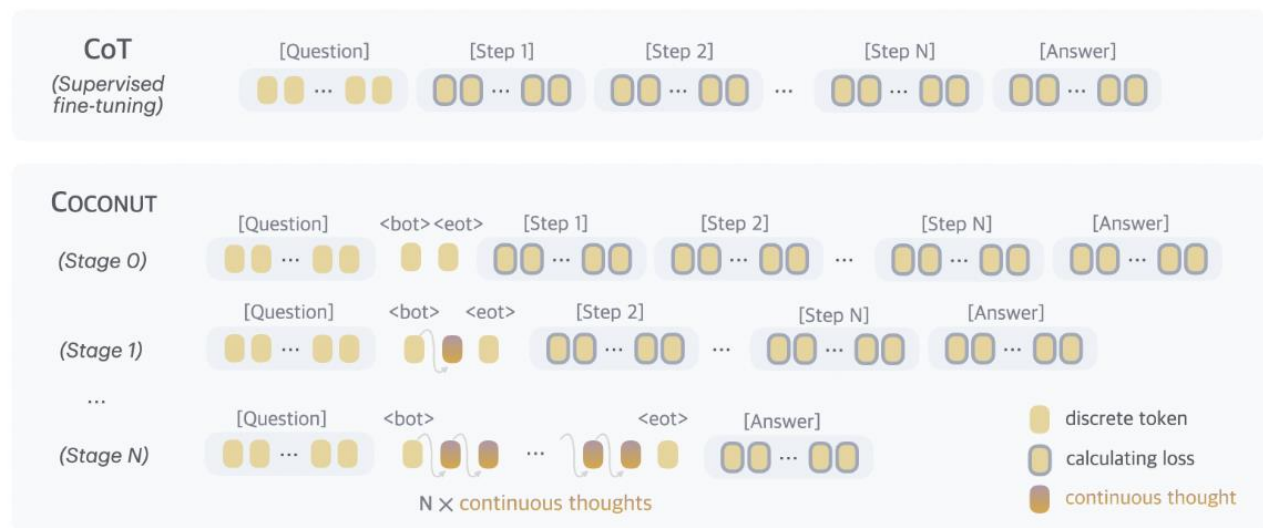 CoT
(Supervised
fine-tuning)
[Question] [Step 1] [Step 2] [Step N] [Answer]
... ... ... ... ... ...
COCONUT
[Question] <bot> <eot> [Step 1] [Step 2] [Step N] [Answer]
(Stage 0) ... ... ... ... ... ...
[Question] <bot> <eot> [Step 2] [Step N] [Answer]
(Stage 1) ... ... ... ... ...
...
[Question] <bot> <eot> [Answer]
(Stage N) ... ... ...
N × continuous thoughts
discrete token
calculating loss
continuous thought